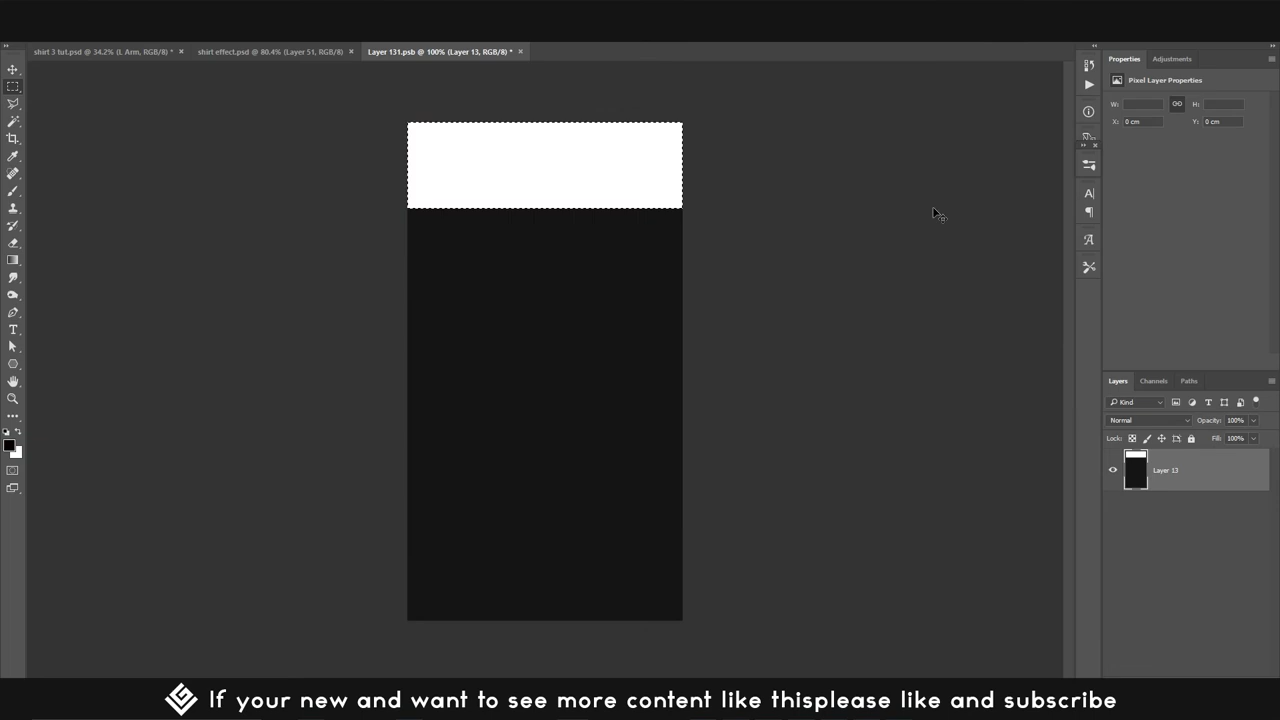 shirt 3 tut.psd @ 34.2% (l. Arm, RGB/8) * ×
shirt effect.psd @ 80.4% (Layer 51, RGB/8) ×
Layer 131.psb @ 100% (Layer 13, RGB/8) * ×
Properties Adjustments
Pixel Layer Properties
W: H:
X: 0 cm Y: 0 cm
Layers Channels Paths
Kind
Normal Opacity: 100%
Lock: Fill: 100%
Layer 13
If your new and want to see more content like thisplease like and subscribe